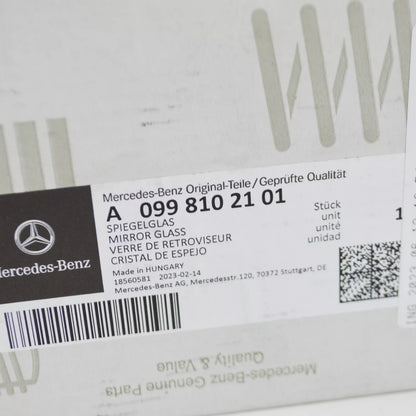 Mercedes-Benz Original-Teile/Geprüfte Qualität
A 099 810 21 01
SPIEGELGLAS
MIRROR GLASS
VERRE DE RETROVISEUR
CRISTAL DE ESPEJO
Stück
unit
unité
unidad
1
Made in HUNGARY
18560581 2023-02-14
Mercedes-Benz AG, Mercedesstr.120, 70372 Stuttgart, DE
Mercedes-Benz
Quality & Value
Mercedes-Benz Genuine Parts